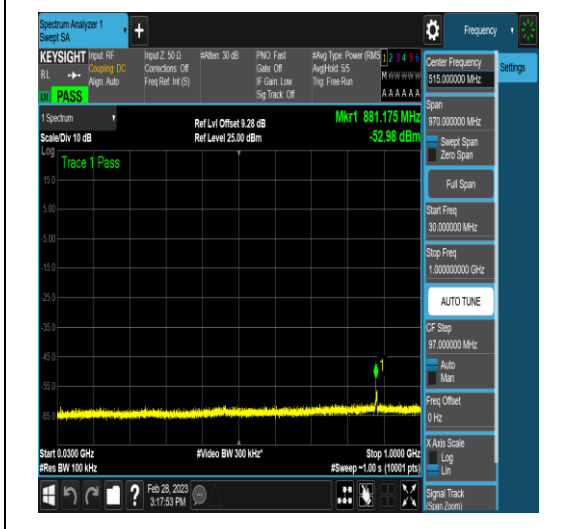 Spectrum Analyzer 1
Swept SA
+
Frequency
KEYSIGHT
RL
Input: RF
Coupling: DC
Align: Auto
Input Z: 50 Ω
Corrections: Off
Freq Ref: Int (S)
#Atten: 30 dB
PNO: Fast
Gate: Off
IF Gain: Low
Sig Track: Off
#Avg Type: Power (RMS)
Avg|Hold: 5/5
Trig: Free Run
1 2 3 4 5 6
M W W W W W
A A A A A A
PASS
1 Spectrum
Scale/Div 10 dB
Ref Lvl Offset 9.28 dB
Ref Level 25.00 dBm
Mkr1 881.175 MHz
-52.98 dBm
Log
Trace 1 Pass
15.0
5.00
-5.00
-15.0
-25.0
-35.0
-45.0
-55.0
-65.0
1
Start 0.0300 GHz
#Res BW 100 kHz
#Video BW 300 kHz*
Stop 1.0000 GHz
#Sweep ~1.00 s (10001 pts)
Center Frequency
515.000000 MHz
Settings
Span
970.000000 MHz
Swept Span
Zero Span
Full Span
Start Freq
30.000000 MHz
Stop Freq
1.000000000 GHz
AUTO TUNE
CF Step
97.000000 MHz
Auto
Man
Freq Offset
0 Hz
X Axis Scale
Log
Lin
Signal Track
(Span Zoom)
?
Feb 28, 2023
3:17:53 PM